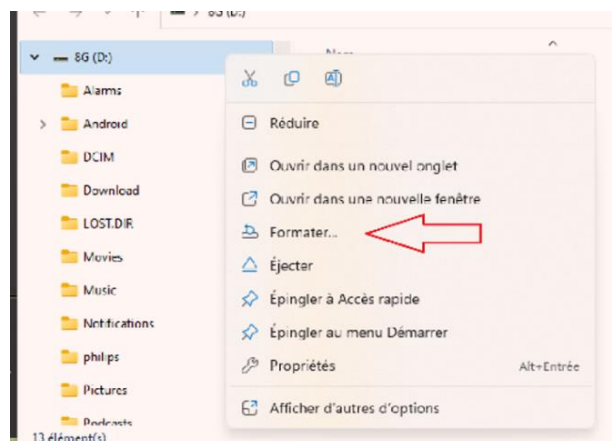 8G (D:)
8G (D:)
Nom
Alarms
Android
DCIM
Download
LOST.DIR
Movies
Music
Notifications
philips
Pictures
Podcasts
13 élément(s)
Réduire
Ouvrir dans un nouvel onglet
Ouvrir dans une nouvelle fenêtre
Formater...
Éjecter
Épingler à Accès rapide
Épingler au menu Démarrer
Propriétés Alt+Entrée
Afficher d'autres d'options